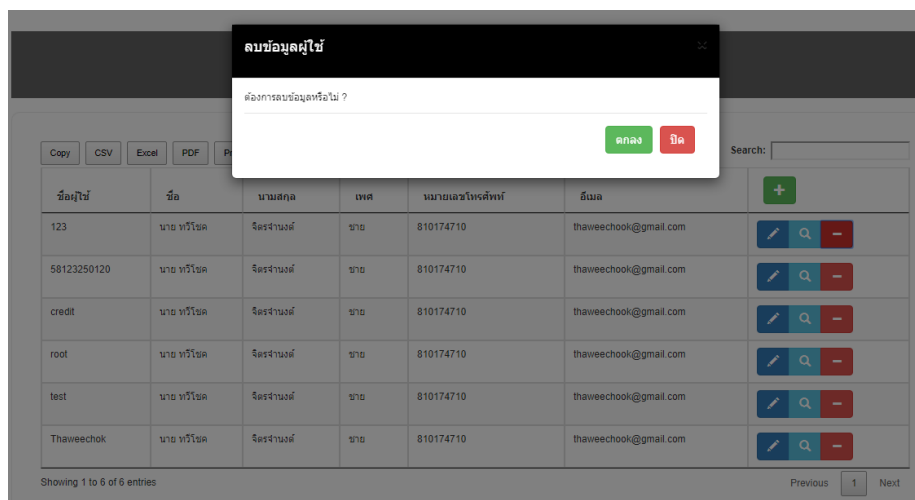 ลบข้อมูลผู้ใช้ ×
ต้องการลบข้อมูลหรือไม่ ?
ตกลง ปิด
Copy CSV Excel PDF Search:
ชื่อผู้ใช้ ชื่อ นามสกุล เพศ หมายเลขโทรศัพท์ อีเมล
123 นาย ทวีโชค จิตรจำนงค์ ชาย 810174710 thaweechook@gmail.com
58123250120 นาย ทวีโชค จิตรจำนงค์ ชาย 810174710 thaweechook@gmail.com
credit นาย ทวีโชค จิตรจำนงค์ ชาย 810174710 thaweechook@gmail.com
root นาย ทวีโชค จิตรจำนงค์ ชาย 810174710 thaweechook@gmail.com
test นาย ทวีโชค จิตรจำนงค์ ชาย 810174710 thaweechook@gmail.com
Thaweechok นาย ทวีโชค จิตรจำนงค์ ชาย 810174710 thaweechook@gmail.com
Showing 1 to 6 of 6 entries Previous 1 Next